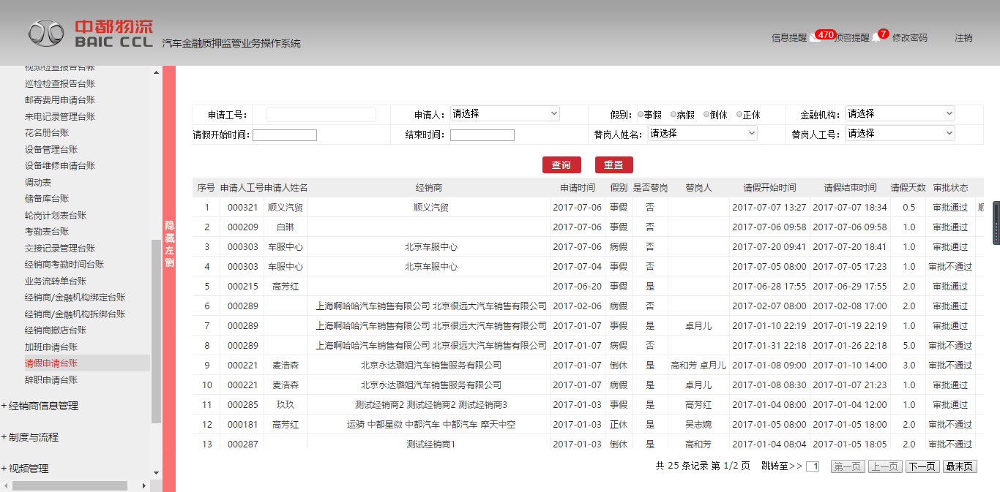 中都物流
BAIC CCL
汽车金融质押监管业务操作系统
信息提醒 470 预警提醒 7 修改密码 注销
视频检查报告台账
巡检检查报告台账
邮寄费用申请台账
来电记录管理台账
花名册台账
设备管理台账
设备维修申请台账
调动表
储备库台账
轮岗计划表台账
考勤表台账
交接记录管理台账
经销商考勤时间台账
业务流转单台账
经销商/金融机构绑定台账
经销商/金融机构拆绑台账
经销商撤店台账
加班申请台账
请假申请台账
辞职申请台账
+ 经销商信息管理
+ 制度与流程
+ 视频管理
隐藏左侧
申请工号： 申请人： 请选择 假别： 事假 病假 倒休 正休 金融机构： 请选择
请假开始时间： 结束时间： 替岗人姓名： 请选择 替岗人工号： 请选择
查询 重置
序号 申请人工号 申请人姓名 经销商 申请时间 假别 是否替岗 替岗人 请假开始时间 请假结束时间 请假天数 审批状态
1 000321 顺义汽贸 顺义汽贸 2017-07-06 事假 否 2017-07-07 13:27 2017-07-07 18:34 0.5 审批通过
2 000209 白琳 2017-07-06 事假 否 2017-07-06 09:58 2017-07-06 09:58 1.0 审批通过
3 000303 车服中心 北京车服中心 2017-07-06 病假 否 2017-07-20 09:41 2017-07-20 18:41 1.0 审批通过
4 000303 车服中心 北京车服中心 2017-07-04 病假 否 2017-07-05 08:00 2017-07-05 17:23 1.0 审批不通过
5 000215 高芳红 2017-06-20 事假 是 2017-06-28 17:55 2017-06-29 17:55 2.0 审批通过
6 000289 上海啊哈哈汽车销售有限公司 北京很远大汽车销售有限公司 2017-02-06 病假 否 2017-02-07 08:00 2017-02-08 17:00 2.0 审批通过
7 000289 上海啊哈哈汽车销售有限公司 北京很远大汽车销售有限公司 2017-01-07 事假 是 卓月儿 2017-01-10 22:19 2017-01-19 22:19 1.0 审批通过
8 000289 上海啊哈哈汽车销售有限公司 北京很远大汽车销售有限公司 2017-01-07 病假 否 2017-01-31 22:18 2017-01-26 22:18 5.0 审批不通过
9 000221 麦浩森 北京永达璐姐汽车销售服务有限公司 2017-01-07 倒休 是 高和芳 卓月儿 2017-01-08 09:00 2017-01-10 14:00 3.0 审批不通过
10 000221 麦浩森 北京永达璐姐汽车销售服务有限公司 2017-01-07 病假 是 卓月儿 2017-01-08 08:30 2017-01-07 21:23 1.0 审批通过
11 000285 玖玖 测试经销商2 测试经销商2 测试经销商3 2017-01-03 事假 是 高芳红 2017-01-04 08:00 2017-01-04 12:00 1.0 审批通过
12 000181 高芳红 运骑 中都星徽 中都汽车 中都汽车 摩天中空 2017-01-03 正休 是 吴志婉 2017-01-05 08:00 2017-01-05 18:00 2.0 审批不通过
13 000287 测试经销商1 2017-01-03 倒休 是 高和芳 2017-01-04 08:04 2017-01-05 18:05 2.0 审批不通过
共 25 条记录 第 1/2 页 跳转至>> 1 第一页 上一页 下一页 最末页